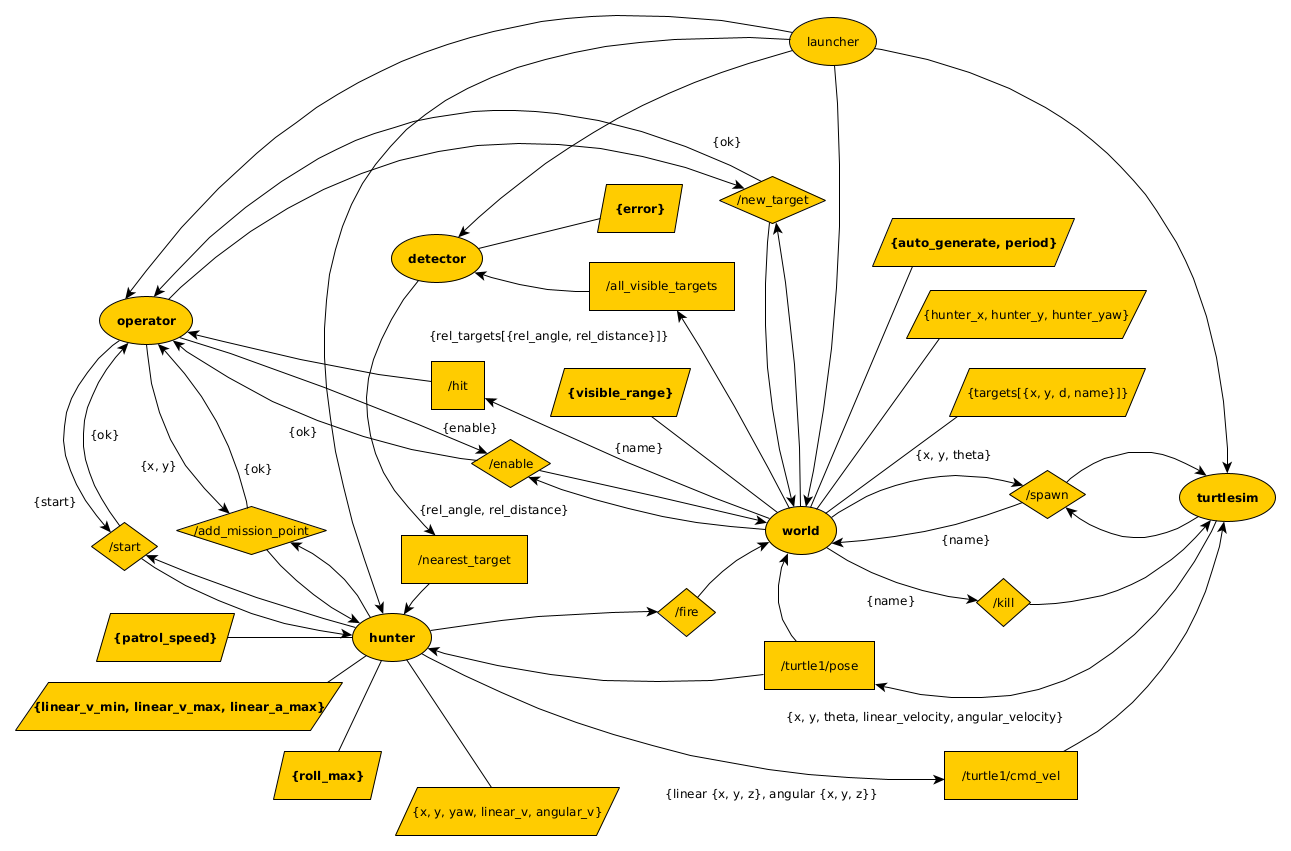 launcher
{ok}
/new_target
{error}
{auto_generate, period}
detector
/all_visible_targets
{hunter_x, hunter_y, hunter_yaw}
operator
{rel_targets[{rel_angle, rel_distance}]}
/hit
{visible_range}
{targets[{x, y, d, name}]}
{ok}
{ok}
{enable}
{name}
{x, y, theta}
{x, y}
{ok}
/enable
/spawn
turtlesim
{start}
{rel_angle, rel_distance}
/add_mission_point
world
{name}
/start
/nearest_target
{name}
/kill
/fire
{patrol_speed}
hunter
/turtle1/pose
{linear_v_min, linear_v_max, linear_a_max}
{x, y, theta, linear_velocity, angular_velocity}
{roll_max}
/turtle1/cmd_vel
{linear {x, y, z}, angular {x, y, z}}
{x, y, yaw, linear_v, angular_v}